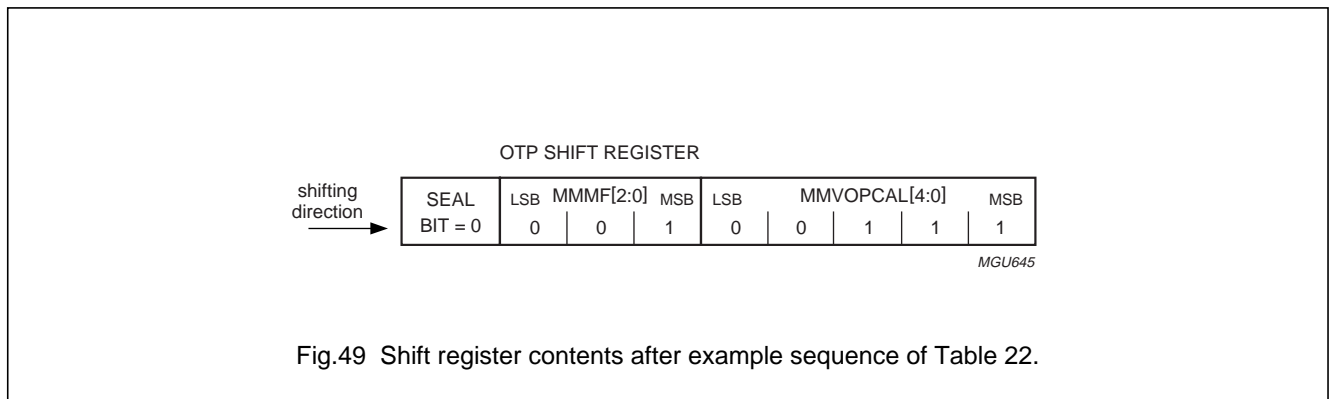 OTP SHIFT REGISTER
shifting
direction
SEAL
BIT = 0
LSB MMMF[2:0] MSB
0 0 1
LSB MMVOPCAL[4:0] MSB
0 0 1 1 1
MGU645
Fig.49 Shift register contents after example sequence of Table 22.